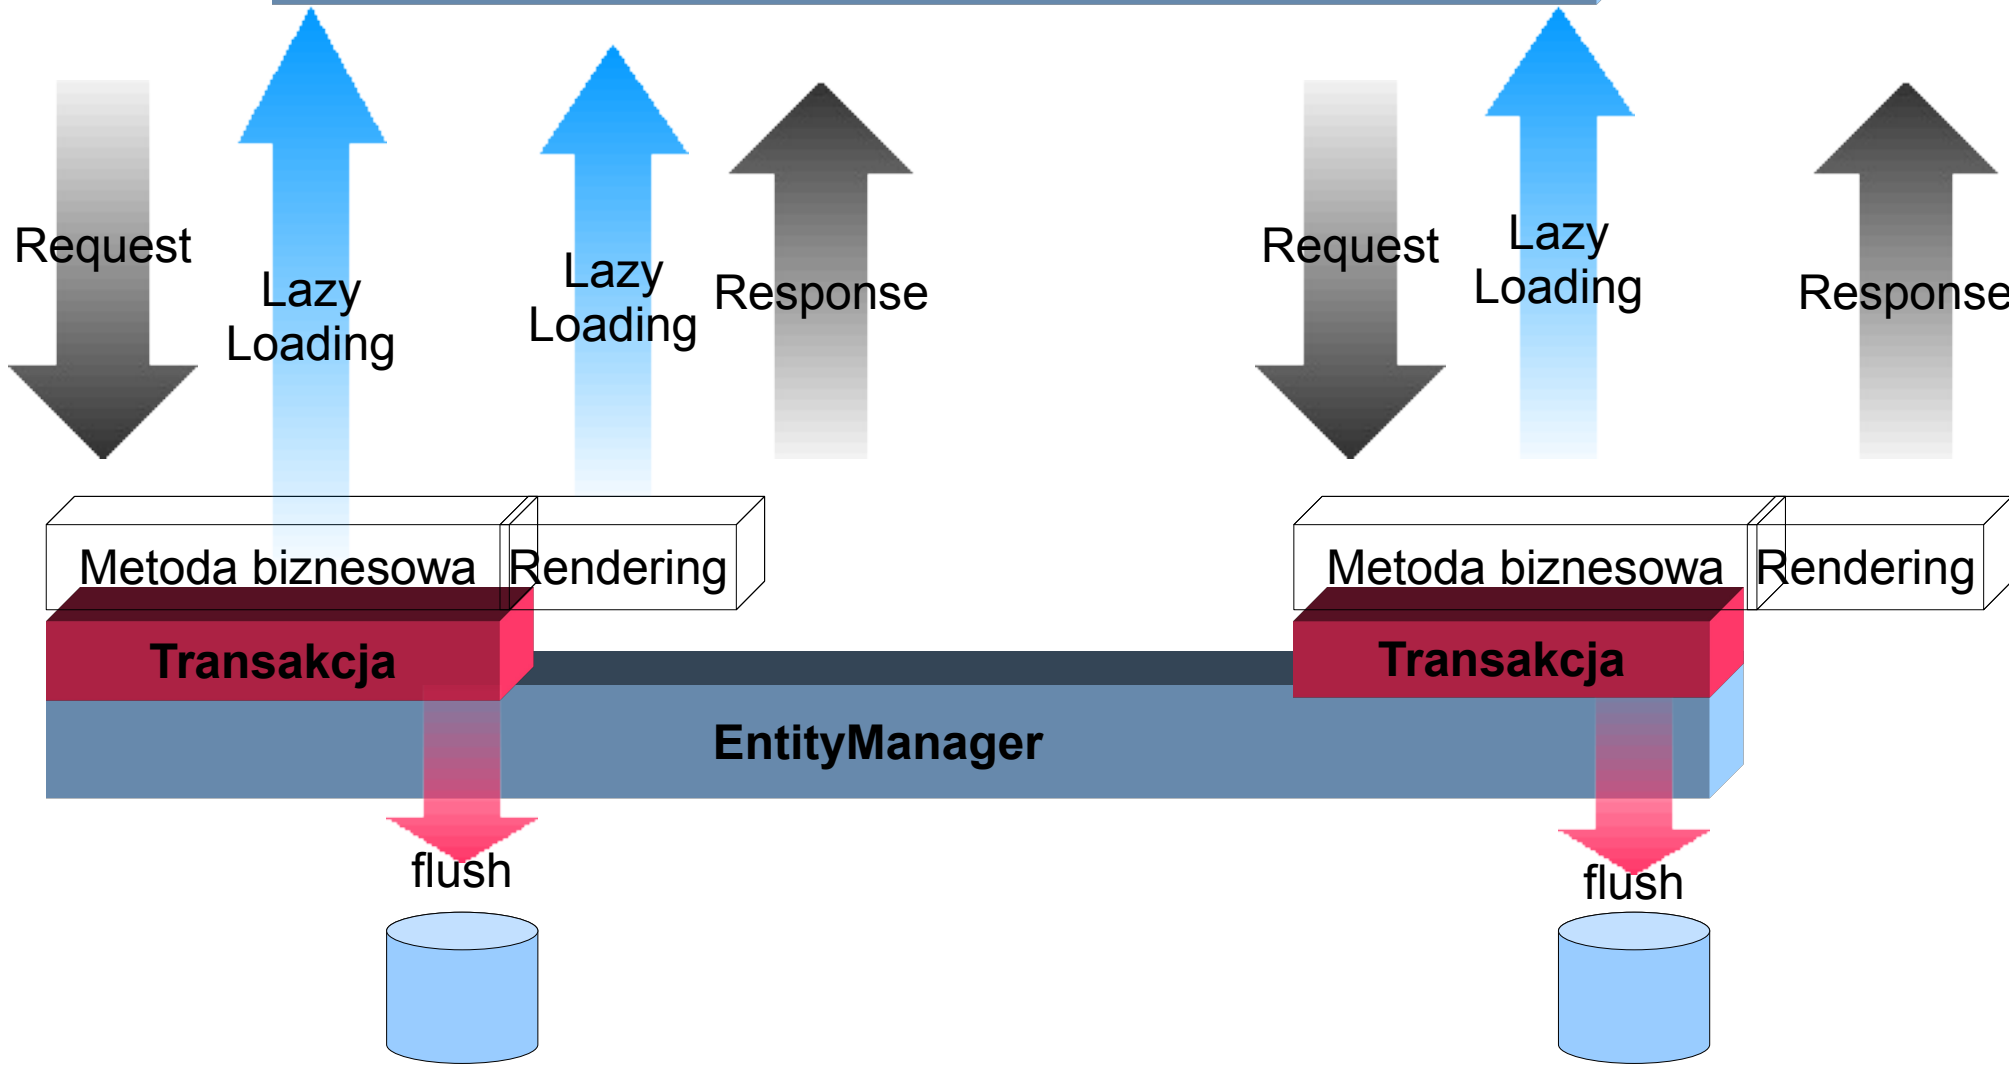 Request
Lazy
Loading
Lazy
Loading
Response
Request
Lazy
Loading
Response
Metoda biznesowa
Rendering
Metoda biznesowa
Rendering
Transakcja
Transakcja
EntityManager
flush
flush